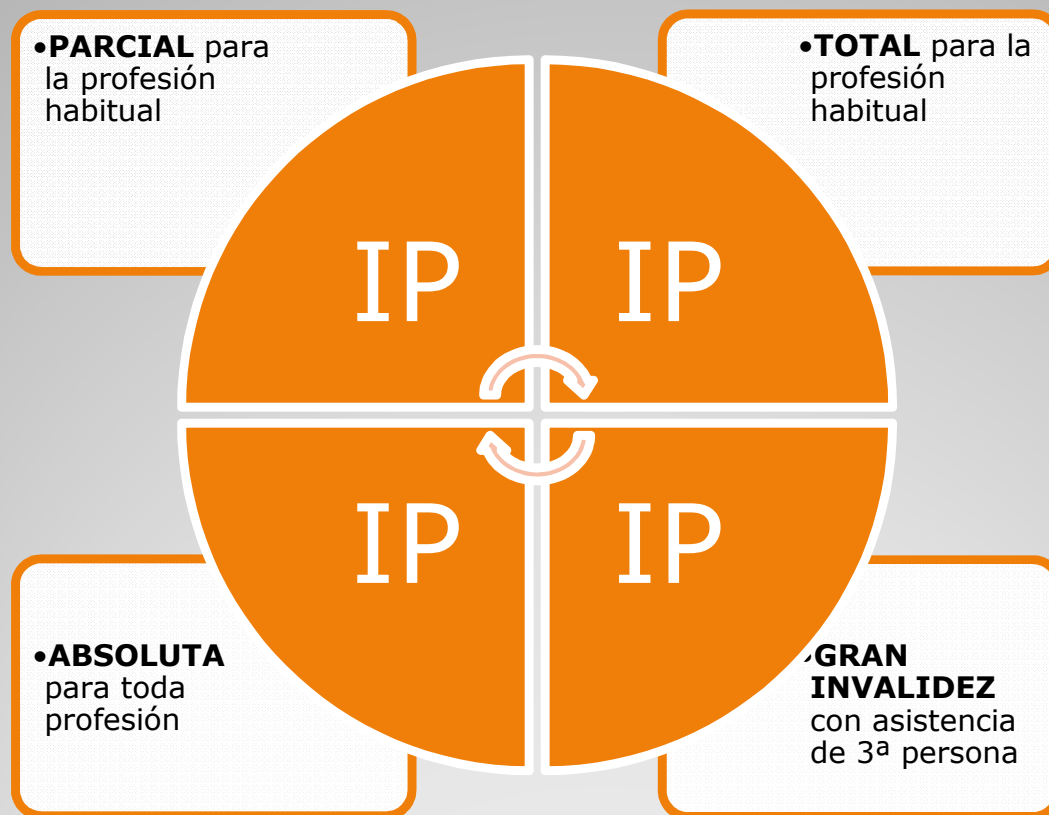 •PARCIAL para
la profesión
habitual
•TOTAL para la
profesión
habitual
IP
IP
IP
IP
•ABSOLUTA
para toda
profesión
•GRAN
INVALIDEZ
con asistencia
de 3ª persona